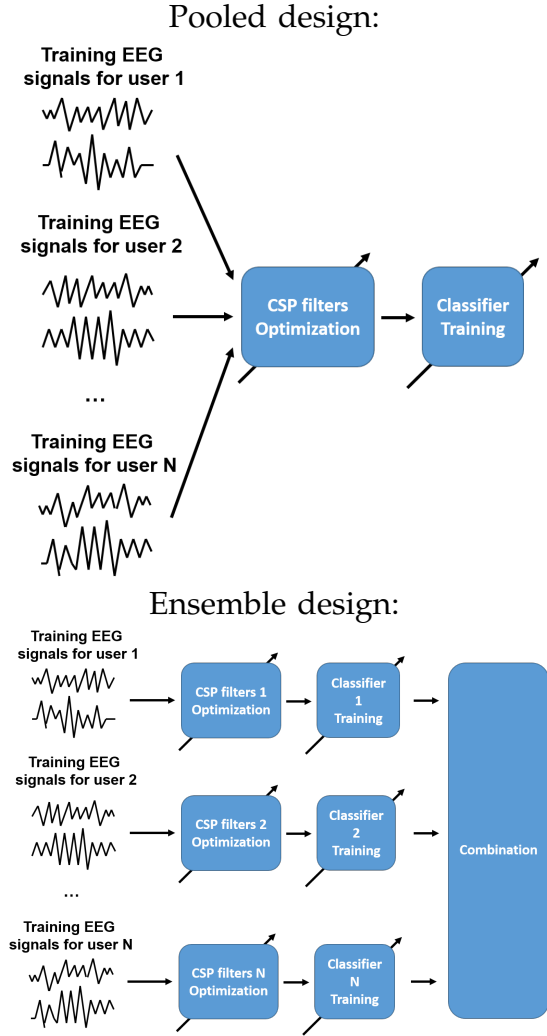 Pooled design:
Training EEG
signals for user 1
Training EEG
signals for user 2
...
Training EEG
signals for user N
CSP filters
Optimization
Classifier
Training
Ensemble design:
Training EEG
signals for user 1
CSP filters 1
Optimization
Classifier
1
Training
Training EEG
signals for user 2
CSP filters 2
Optimization
Classifier
2
Training
Combination
...
Training EEG
signals for user N
CSP filters N
Optimization
Classifier
N
Training